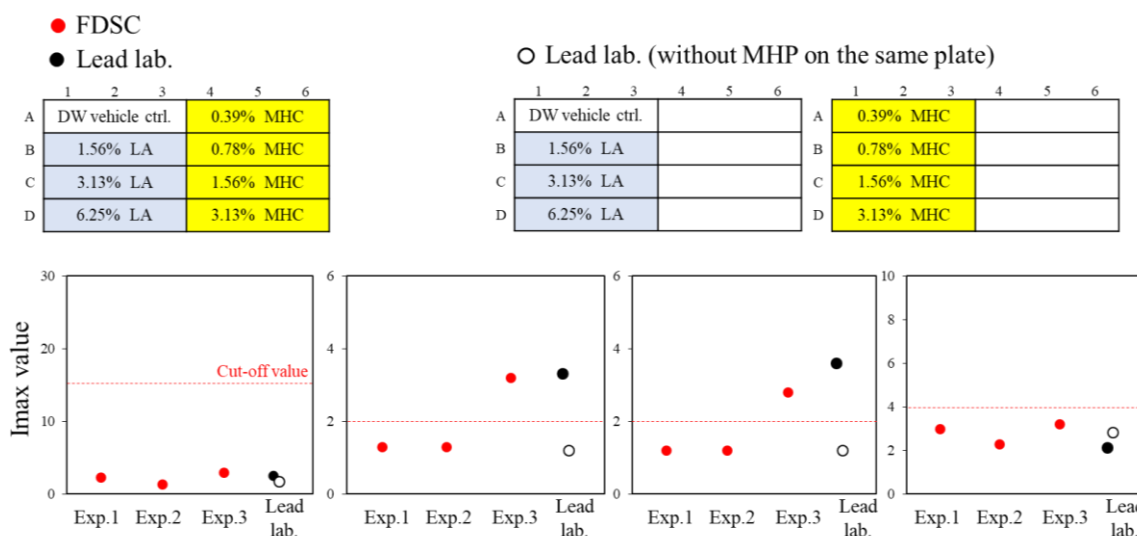 FDSC
Lead lab.
Lead lab. (without MHP on the same plate)
1 2 3 4 5 6
A DW vehicle ctrl. 0.39% MHC
B 1.56% LA 0.78% MHC
C 3.13% LA 1.56% MHC
D 6.25% LA 3.13% MHC
1 2 3 4 5 6
A DW vehicle ctrl.
B 1.56% LA
C 3.13% LA
D 6.25% LA
1 2 3 4 5 6
A 0.39% MHC
B 0.78% MHC
C 1.56% MHC
D 3.13% MHC
Imax value
30
20
10
0
Cut-off value
Exp.1 Exp.2 Exp.3 Lead
lab.
6
4
2
0
Exp.1 Exp.2 Exp.3 Lead
lab.
6
4
2
0
Exp.1 Exp.2 Exp.3 Lead
lab.
10
8
6
4
2
0
Exp.1 Exp.2 Exp.3 Lead
lab.